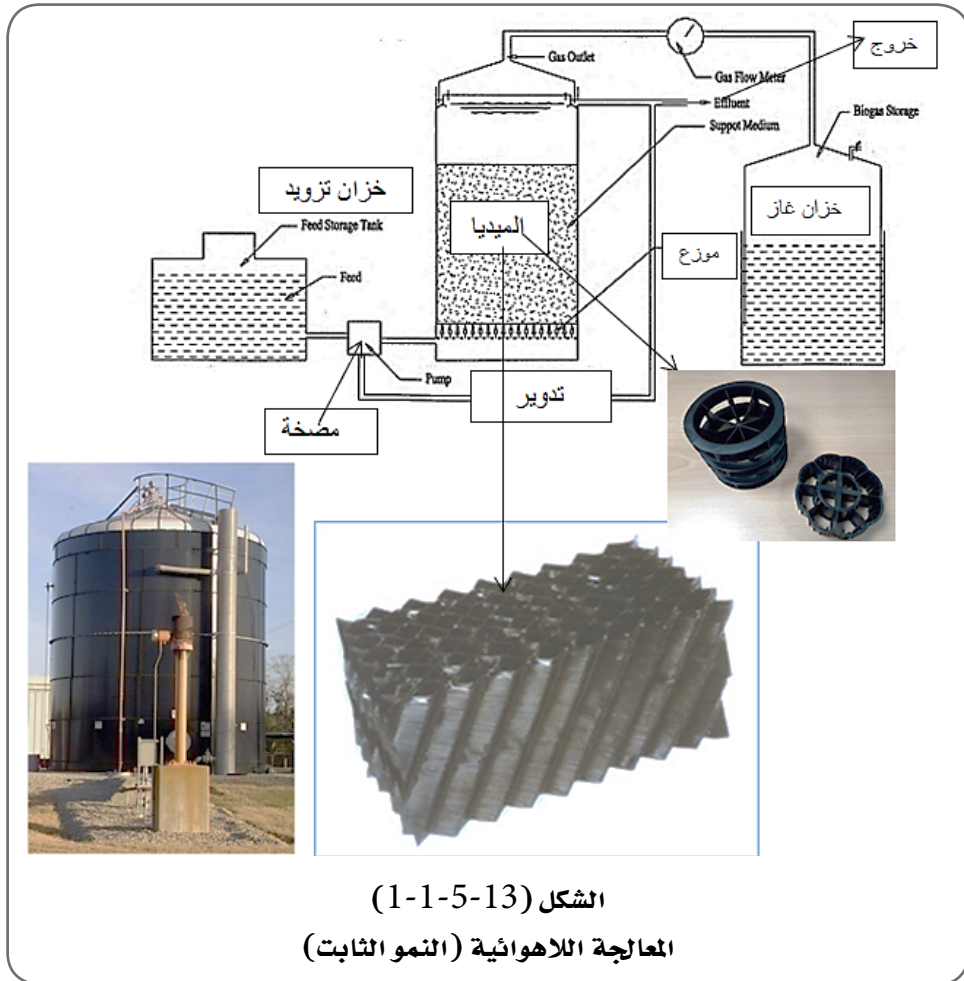 Gas Outlet
Gas Flow Meter
خروج
Effluent
Suppot Medium
Biogas Storage
خزان تزويد
Feed Storage Tank
Feed
الميديا
موزع
خزان غاز
Pump
تدوير
مضخة
الشكل (13-5-1-1)
المعالجة اللاهوائية (النمو الثابت)